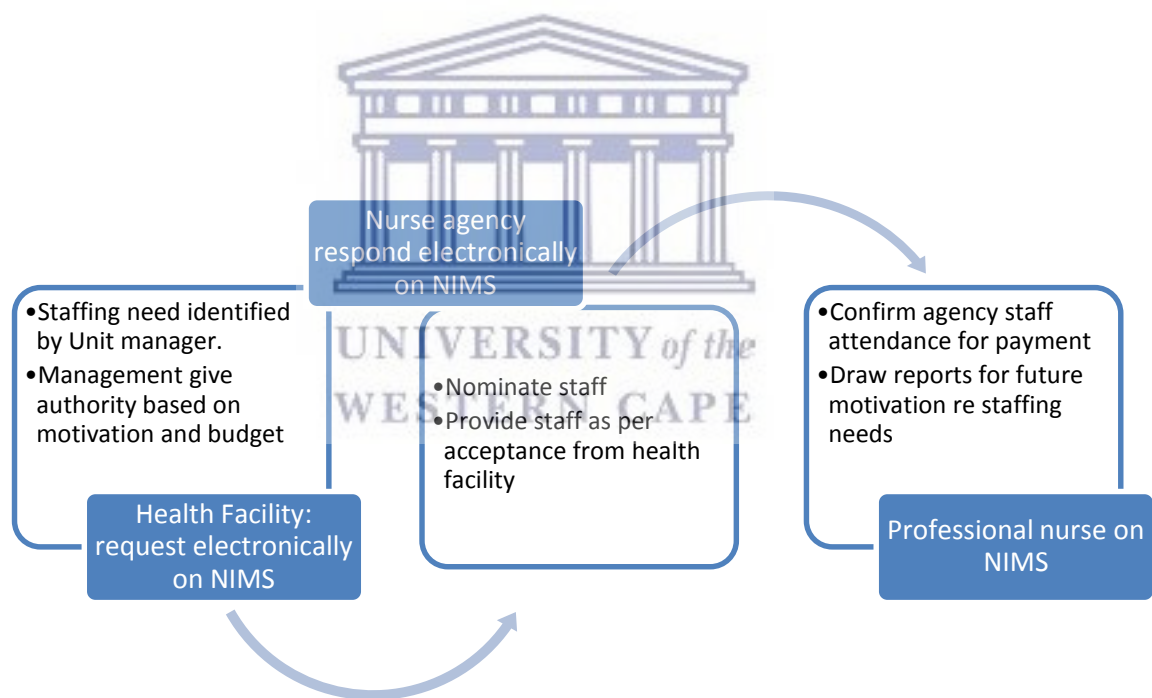 •Staffing need identified
by Unit manager.
•Management give
authority based on
motivation and budget
Health Facility:
request electronically
on NIMS
Nurse agency
respond electronically
on NIMS
•Nominate staff
•Provide staff as per
acceptance from health
facility
•Confirm agency staff
attendance for payment
•Draw reports for future
motivation re staffing
needs
Professional nurse on
NIMS
UNIVERSITY of the
WESTERN CAPE